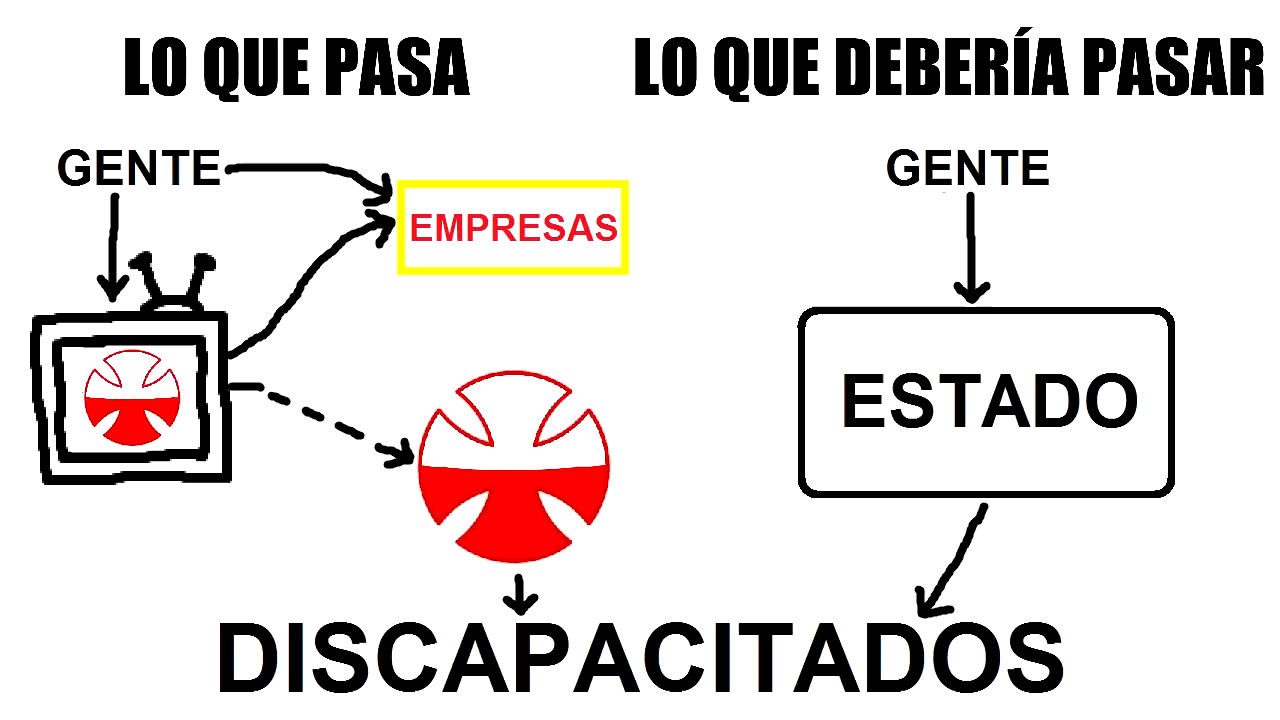 LO QUE PASA
GENTE
EMPRESAS
LO QUE DEBERÍA PASAR
GENTE
ESTADO
DISCAPACITADOS